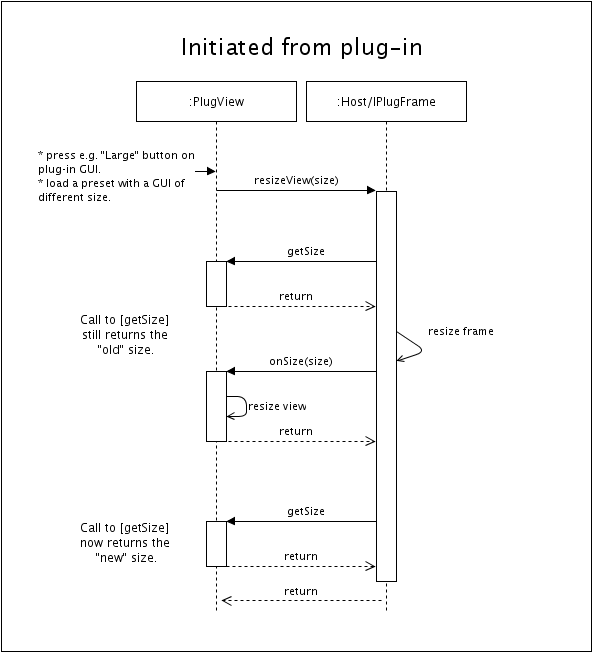 Initiated from plug-in
:PlugView
:Host/IPlugFrame
* press e.g. "Large" button on
plug-in GUI.
* load a preset with a GUI of
different size.
resizeView(size)
getSize
return
Call to [getSize]
still returns the
"old" size.
resize frame
onSize(size)
resize view
return
getSize
Call to [getSize]
now returns the
"new" size.
return
return